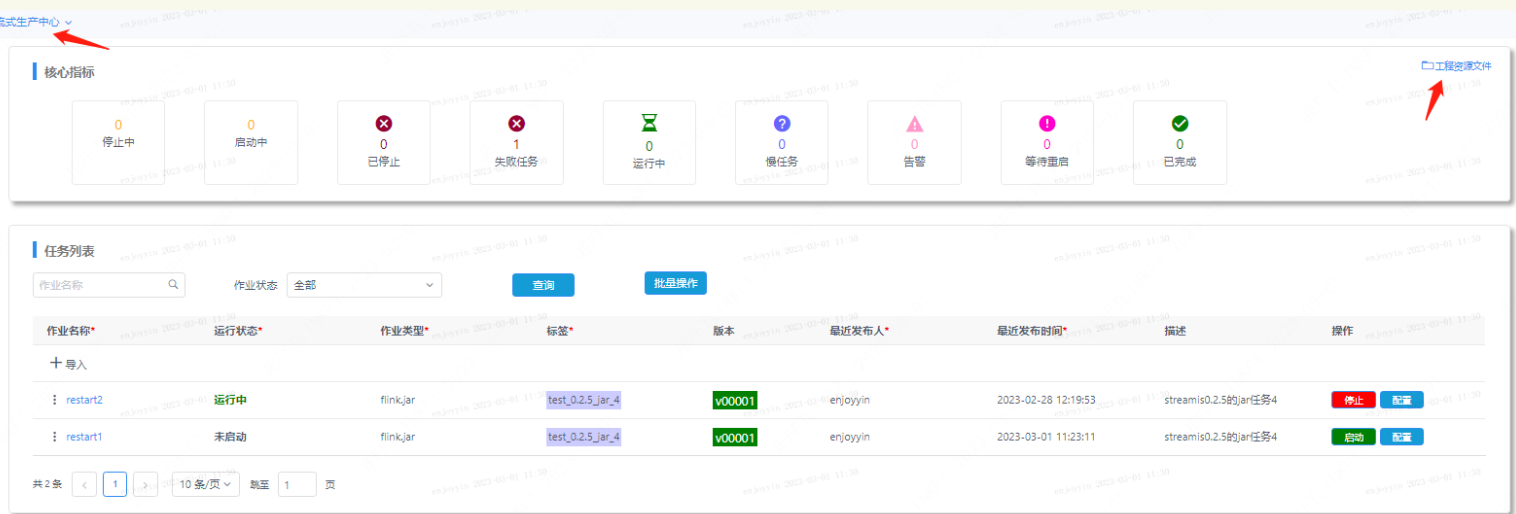 流式生产中心
核心指标
工程资源文件
0 停止中
0 启动中
0 已停止
1 失败任务
0 运行中
0 慢任务
0 告警
0 等待重启
0 已完成
任务列表
作业名称 作业状态 全部 查询 批量操作
作业名称* 运行状态* 作业类型* 标签* 版本 最近发布人* 最近发布时间* 描述 操作
导入
restart2 运行中 flink.jar test_0.2.5_jar_4 v00001 enjoyyin 2023-02-28 12:19:53 streamis0.2.5的jar任务4 停止 配置
restart1 未启动 flink.jar test_0.2.5_jar_4 v00001 enjoyyin 2023-03-01 11:23:11 streamis0.2.5的jar任务4 启动 配置
共2条 < 1 > 10条/页 跳至 1 页
enjoyyin 2023-03-01 11:30